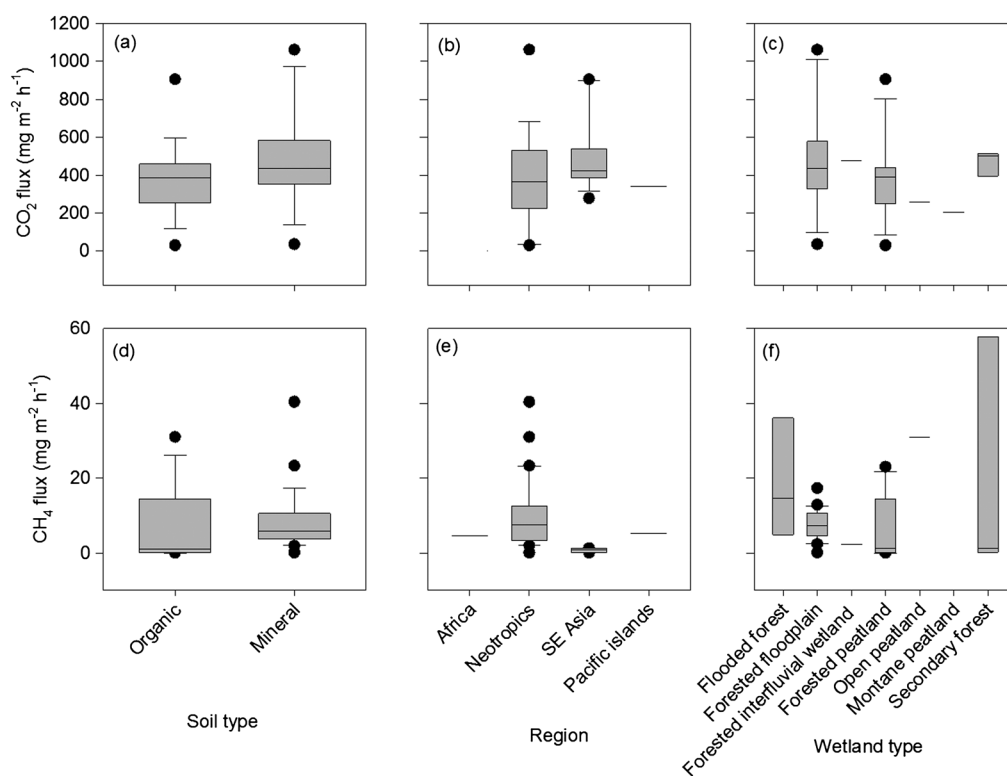 (a)
(b)
(c)
CO₂ flux (mg m⁻² h⁻¹)
1200
1000
800
600
400
200
0
(d)
(e)
(f)
CH₄ flux (mg m⁻² h⁻¹)
60
40
20
0
Organic
Mineral
Soil type
Africa
Neotropics
SE Asia
Pacific islands
Region
Flooded forest
Forested floodplain
Forested interfluvial wetland
Forested peatland
Open peatland
Montane peatland
Secondary forest
Wetland type